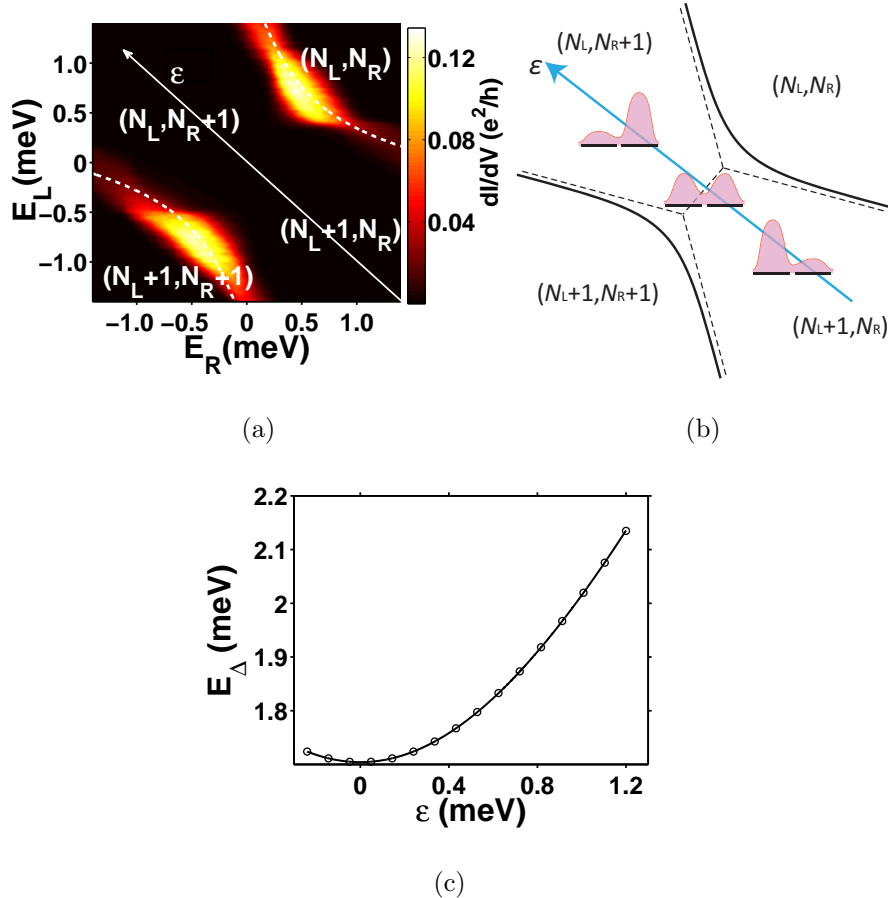 1.0
0.5
0
−0.5
−1.0
E_L (meV)
−1.0 −0.5 0 0.5 1.0
E_R(meV)
ε
(N_L,N_R)
(N_L,N_R+1)
(N_L+1,N_R)
(N_L+1,N_R+1)
0.12
0.08
0.04
dI/dV (e²/h)
(a)
(N_L,N_R+1)
ε
(N_L,N_R)
(N_L+1,N_R+1)
(N_L+1,N_R)
(b)
2.2
2.1
2
1.9
1.8
E_Δ (meV)
0 0.4 0.8 1.2
ε (meV)
(c)